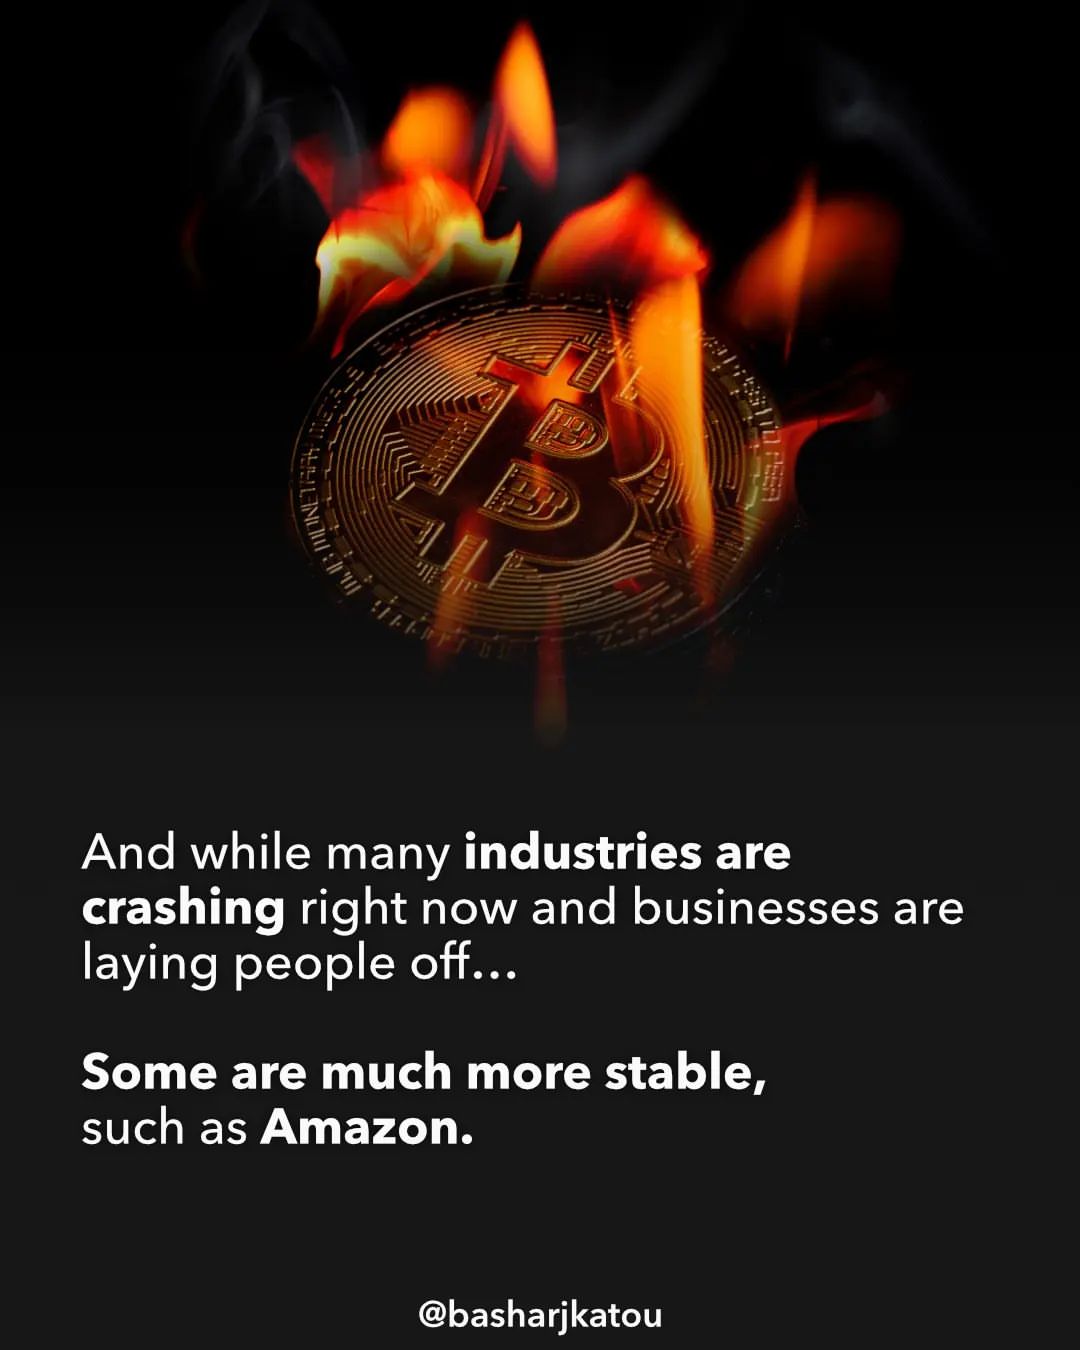 And while many industries are
crashing right now and businesses are
laying people off...
Some are much more stable,
such as Amazon.
@basharjkatou